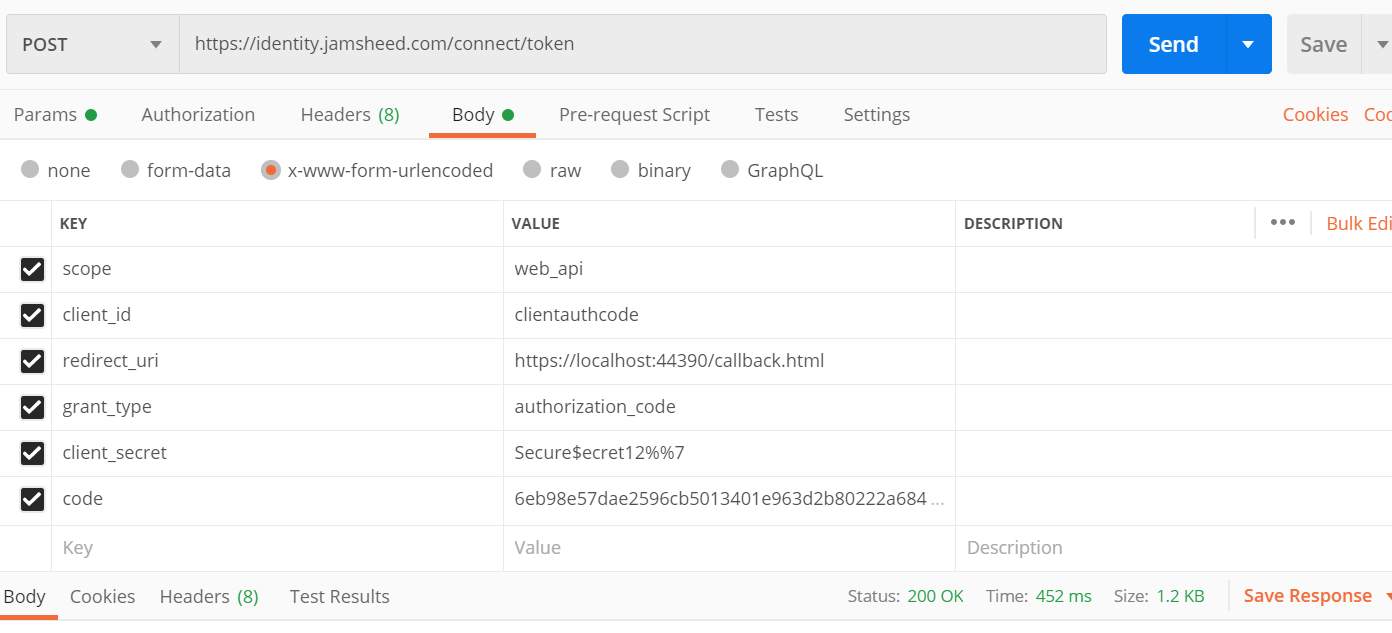 POST https://identity.jamsheed.com/connect/token Send Save
Params Authorization Headers (8) Body Pre-request Script Tests Settings Cookies
none form-data x-www-form-urlencoded raw binary GraphQL
KEY VALUE DESCRIPTION ••• Bulk Edi
scope web_api
client_id clientauthcode
redirect_uri https://localhost:44390/callback.html
grant_type authorization_code
client_secret Secure$ecret12%%7
code 6eb98e57dae2596cb5013401e963d2b80222a684 ...
Key Value Description
Body Cookies Headers (8) Test Results Status: 200 OK Time: 452 ms Size: 1.2 KB Save Response